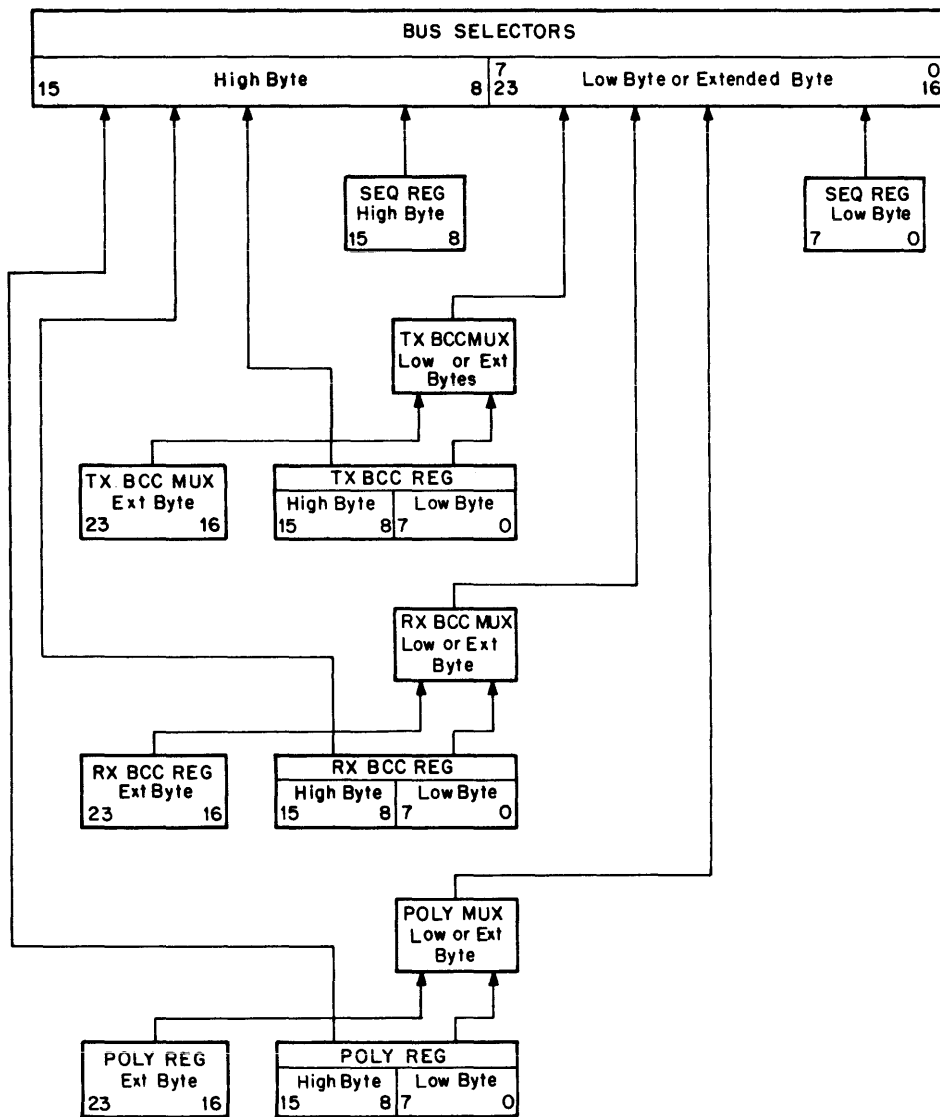 BUS SELECTORS
High Byte
15 8
7 0
Low Byte or Extended Byte
23 16
SEQ REG
High Byte
15 8
SEQ REG
Low Byte
7 0
TX BCCMUX
Low or Ext
Bytes
TX BCC MUX
Ext Byte
23 16
TX BCC REG
High Byte
15 8
Low Byte
7 0
RX BCC MUX
Low or Ext
Byte
RX BCC REG
Ext Byte
23 16
RX BCC REG
High Byte
15 8
Low Byte
7 0
POLY MUX
Low or Ext
Byte
POLY REG
Ext Byte
23 16
POLY REG
High Byte
15 8
Low Byte
7 0